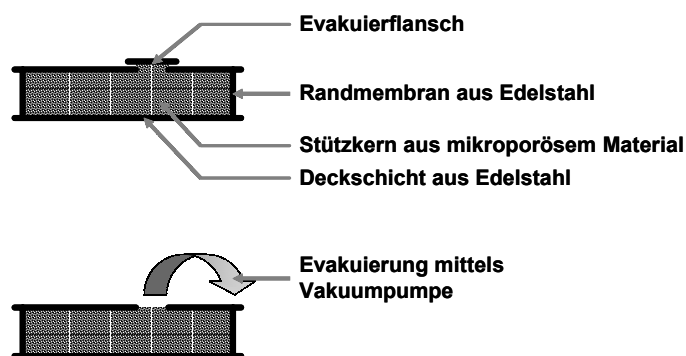 Evakuierflansch
Randmembran aus Edelstahl
Stützkern aus mikroporösem Material
Deckschicht aus Edelstahl
Evakuierung mittels
Vakuumpumpe